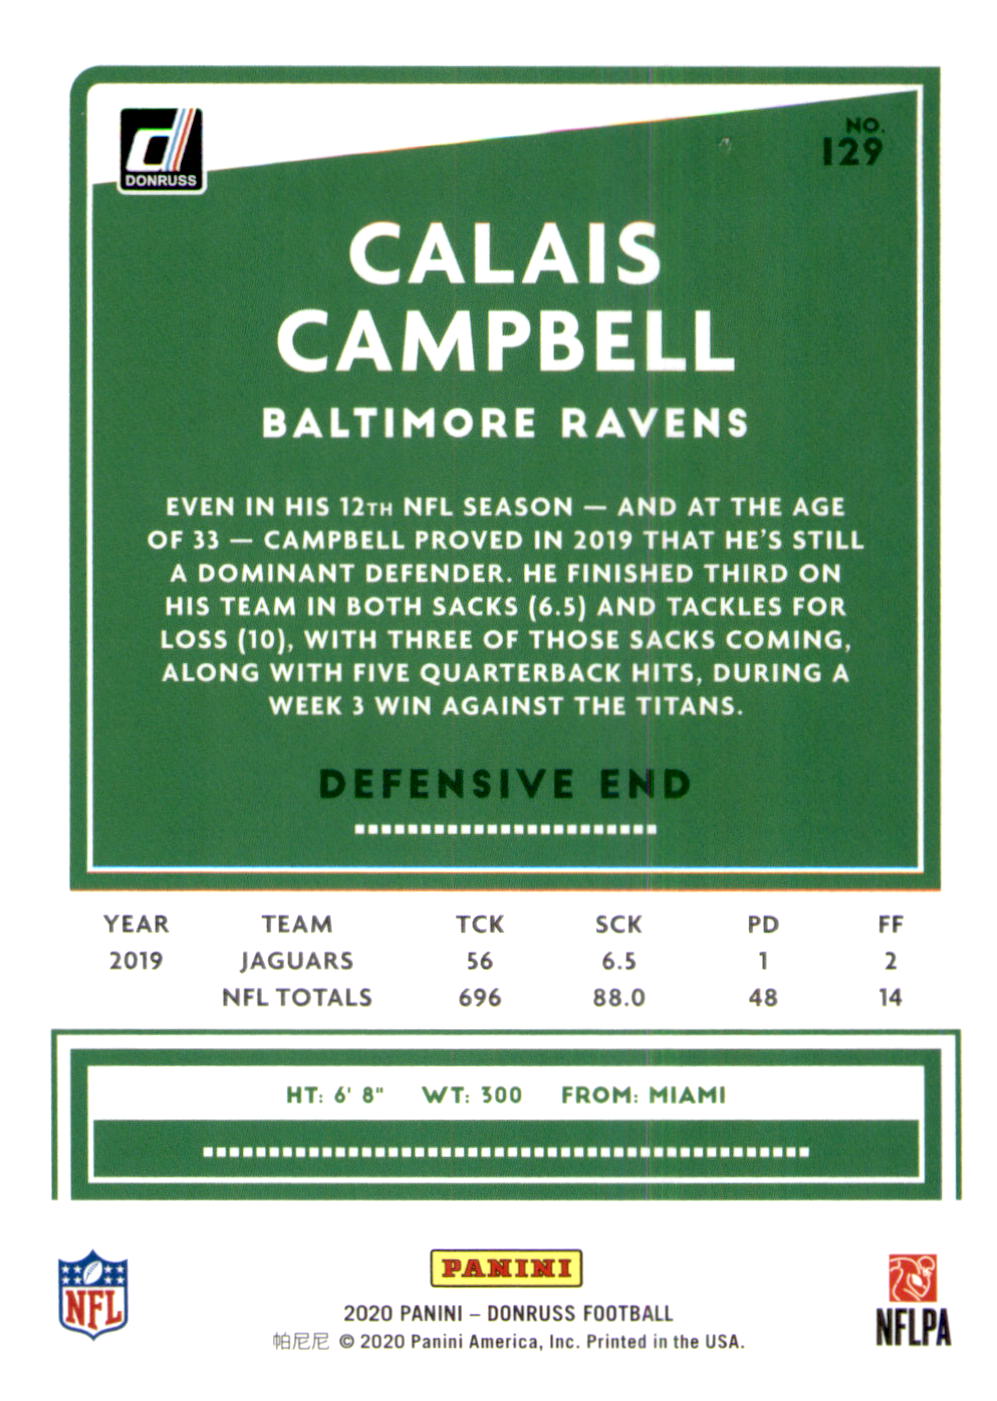 DONRUSS
NO.
129
CALAIS
CAMPBELL
BALTIMORE RAVENS
EVEN IN HIS 12TH NFL SEASON — AND AT THE AGE
OF 33 — CAMPBELL PROVED IN 2019 THAT HE'S STILL
A DOMINANT DEFENDER. HE FINISHED THIRD ON
HIS TEAM IN BOTH SACKS (6.5) AND TACKLES FOR
LOSS (10), WITH THREE OF THOSE SACKS COMING,
ALONG WITH FIVE QUARTERBACK HITS, DURING A
WEEK 3 WIN AGAINST THE TITANS.
DEFENSIVE END
YEAR TEAM TCK SCK PD FF
2019 JAGUARS 56 6.5 1 2
NFL TOTALS 696 88.0 48 14
HT: 6' 8" WT: 300 FROM: MIAMI
NFL
PANINI
NFLPA
2020 PANINI – DONRUSS FOOTBALL
帕尼尼 © 2020 Panini America, Inc. Printed in the USA.